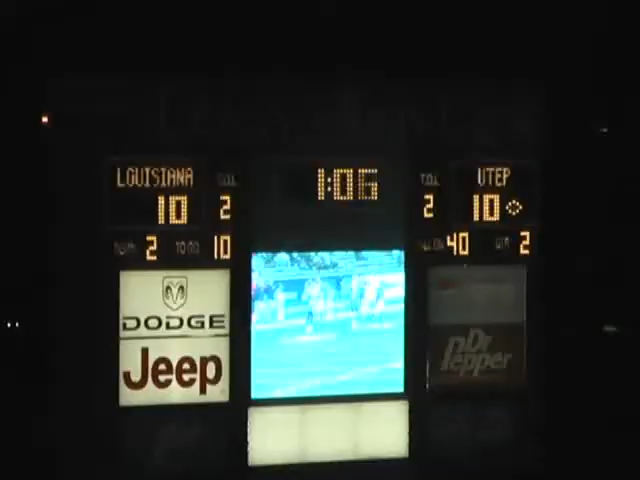 LOUISIANA
10
T.O.L
2
1:06
T.O.L
2
UTEP
10
DOWN 2 TO GO 10
BALL ON 40 QTR 2
DODGE
Jeep
Dr Pepper